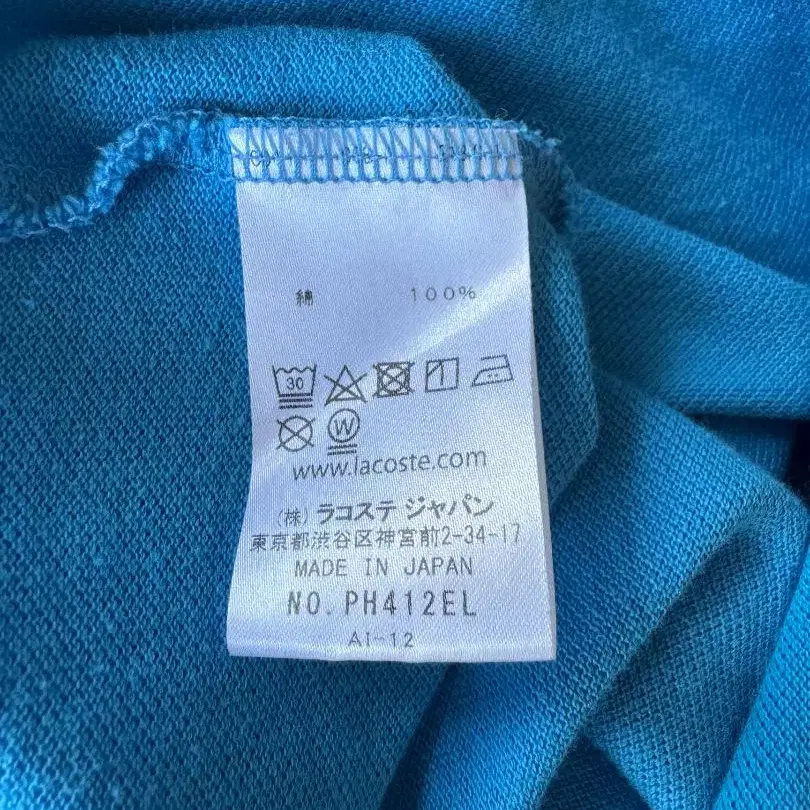 綿 100%
30
W
www.lacoste.com
(株) ラコステ ジャパン
東京都渋谷区神宮前2-34-17
MADE IN JAPAN
NO. PH412EL
AI-12